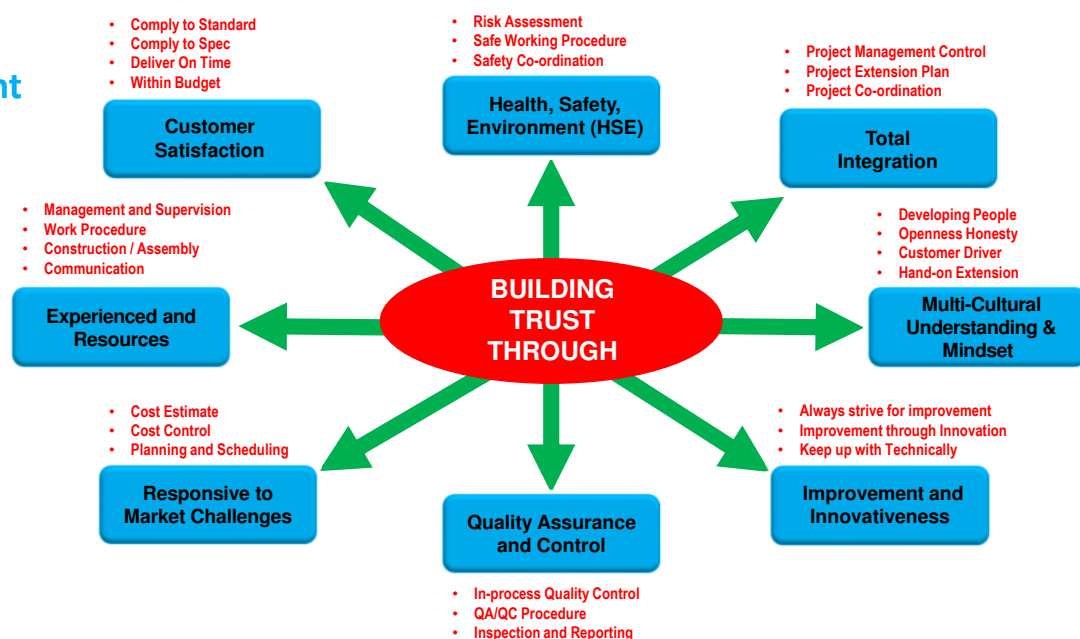 nt
• Comply to Standard
• Comply to Spec
• Deliver On Time
• Within Budget
Customer
Satisfaction
• Risk Assessment
• Safe Working Procedure
• Safety Co-ordination
Health, Safety,
Environment (HSE)
• Project Management Control
• Project Extension Plan
• Project Co-ordination
Total
Integration
• Management and Supervision
• Work Procedure
• Construction / Assembly
• Communication
Experienced and
Resources
BUILDING
TRUST
THROUGH
• Developing People
• Openness Honesty
• Customer Driver
• Hand-on Extension
Multi-Cultural
Understanding &
Mindset
• Cost Estimate
• Cost Control
• Planning and Scheduling
Responsive to
Market Challenges
Quality Assurance
and Control
• In-process Quality Control
• QA/QC Procedure
• Inspection and Reporting
• Always strive for improvement
• Improvement through Innovation
• Keep up with Technically
Improvement and
Innovativeness